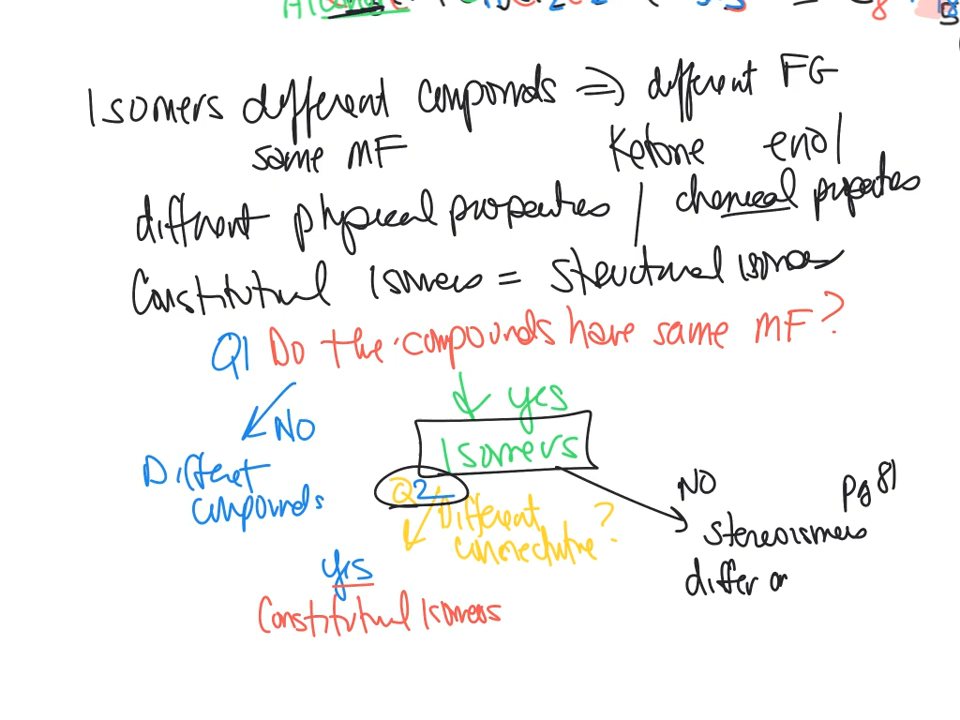 Isomers different compounds => different FG
same MF Ketone enol
different physical properties | chemical properties
Constitutional Isomers = Structural isomers
Q1 Do the compounds have same MF?
NO yes
Different compounds
Isomers
Q2 Different connective?
NO pg 81
stereoisomers
differ or
yes
Constitutional Isomers